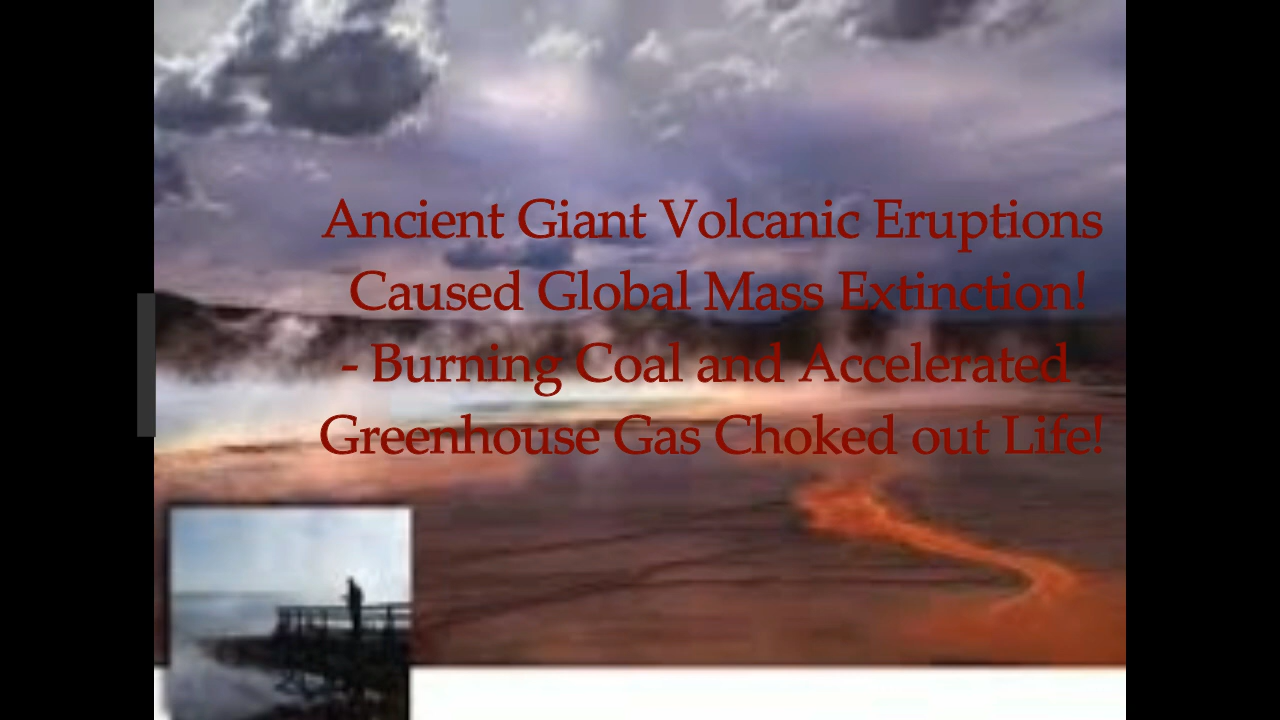 Ancient Giant Volcanic Eruptions
Caused Global Mass Extinction!
- Burning Coal and Accelerated
Greenhouse Gas Choked out Life!